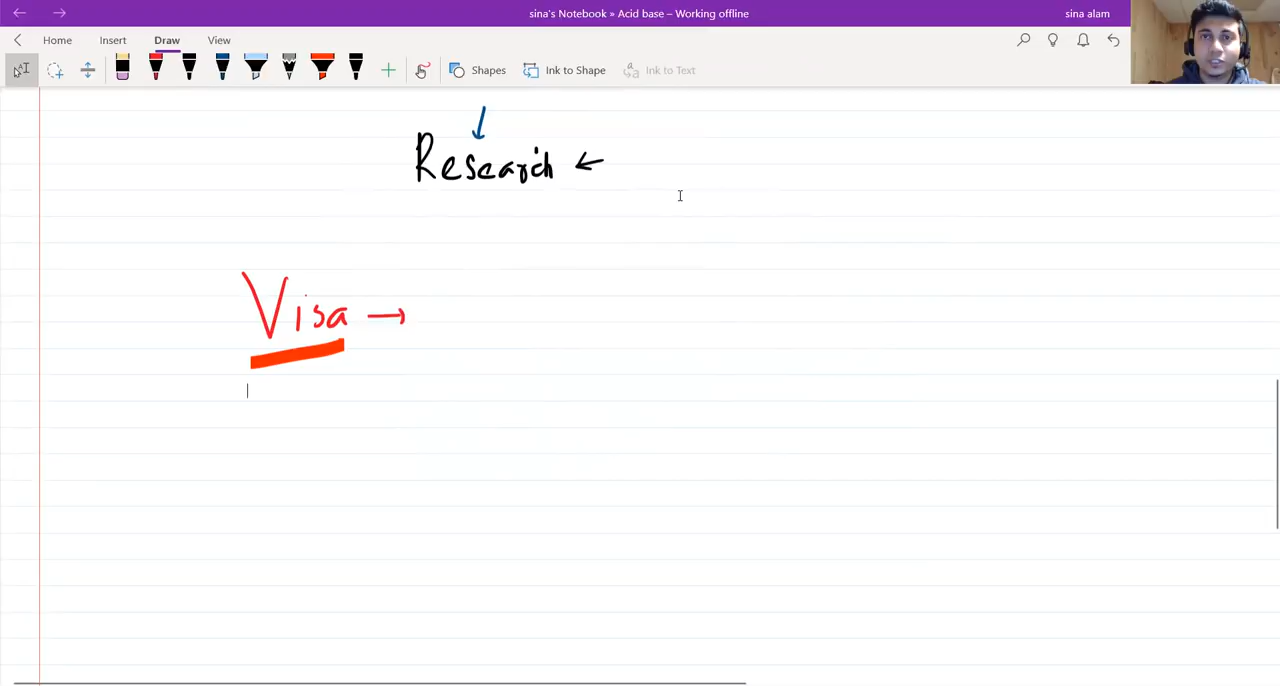 sina's Notebook » Acid base – Working offline
sina alam
Home Insert Draw View
Shapes Ink to Shape Ink to Text
Research ←
Visa →